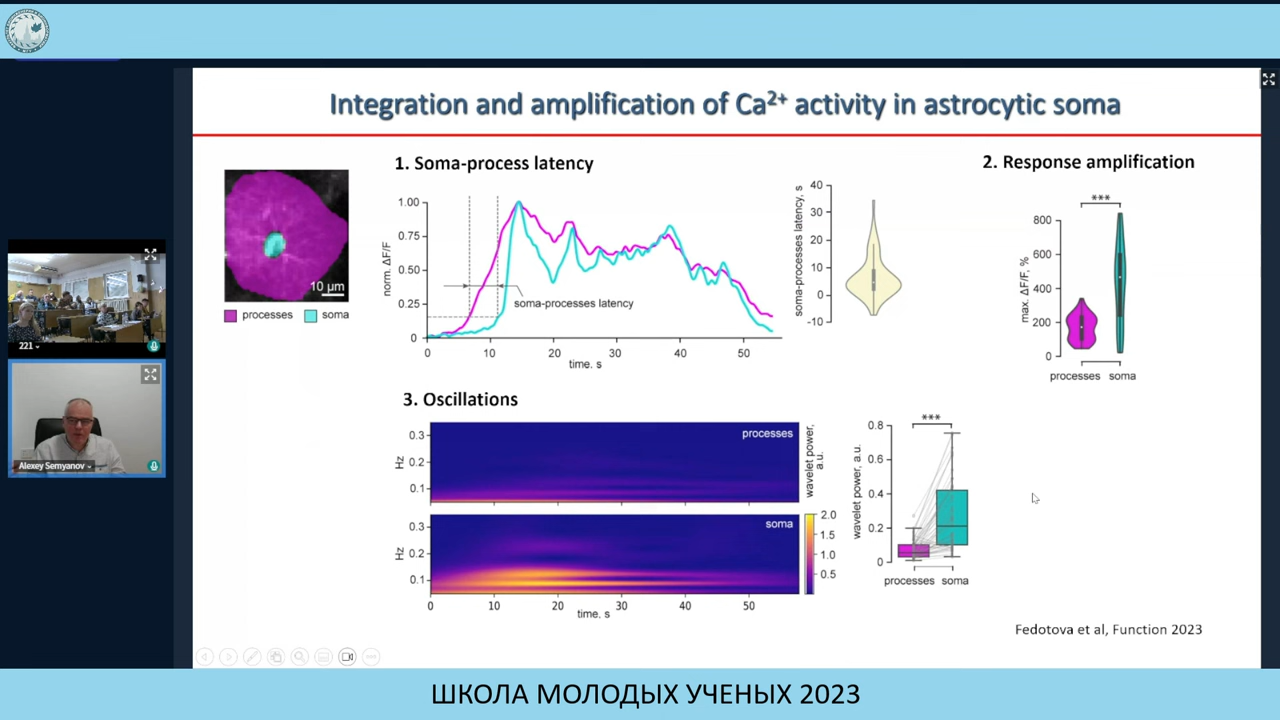 Integration and amplification of Ca²⁺ activity in astrocytic soma
1. Soma-process latency
2. Response amplification
10 µm
processes
soma
norm. ΔF/F
1.00
0.75
0.50
0.25
0
soma-processes latency
0
10
20
30
40
50
time, s
soma-processes latency, s
40
30
20
10
0
-10
max. ΔF/F, %
800
600
400
200
0
***
processes
soma
3. Oscillations
Hz
0.3
0.2
0.1
processes
wavelet power,
a.u.
Hz
0.3
0.2
0.1
soma
2.0
1.5
1.0
0.5
0
10
20
30
40
50
time, s
wavelet power, a.u.
0.8
0.6
0.4
0.2
0
***
processes
soma
Fedotova et al, Function 2023
221
Alexey Semyanov
ШКОЛА МОЛОДЫХ УЧЕНЫХ 2023